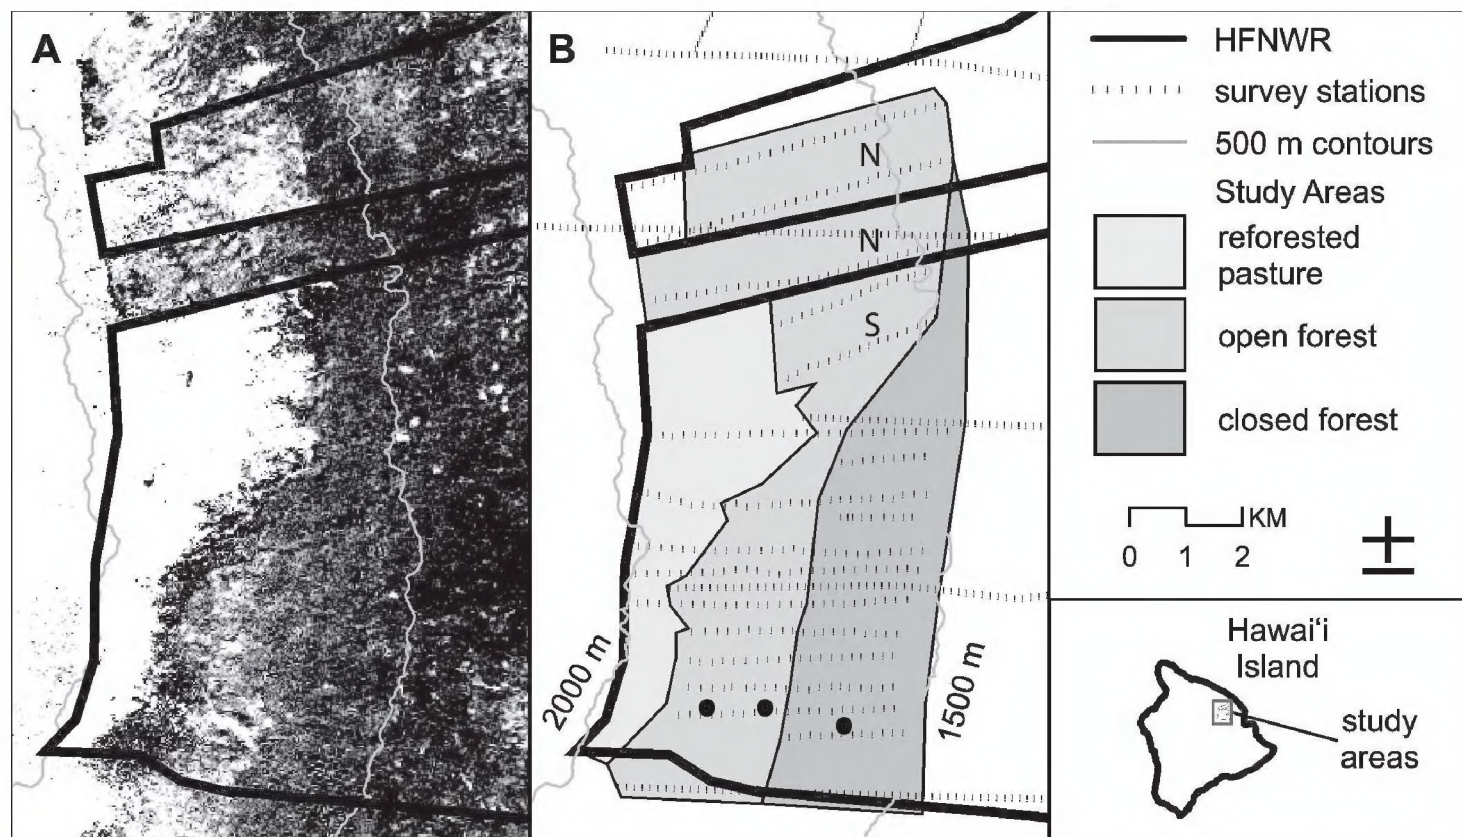 A
B
N
N
S
2000 m
1500 m
HFNWR
survey stations
500 m contours
Study Areas
reforested
pasture
open forest
closed forest
KM
0 1 2
Hawai‘i
Island
study
areas